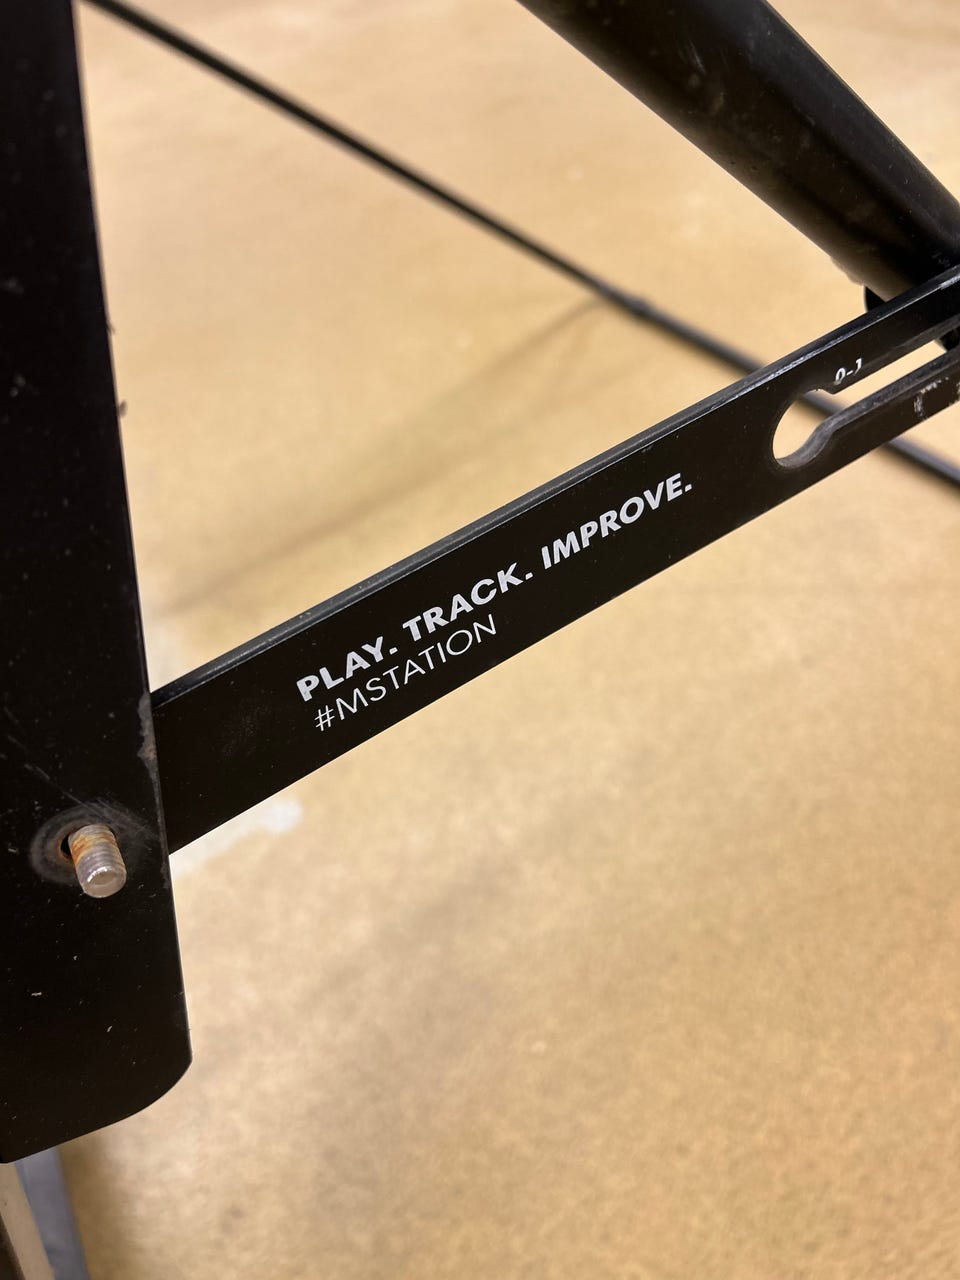 PLAY. TRACK. IMPROVE.
#MSTATION